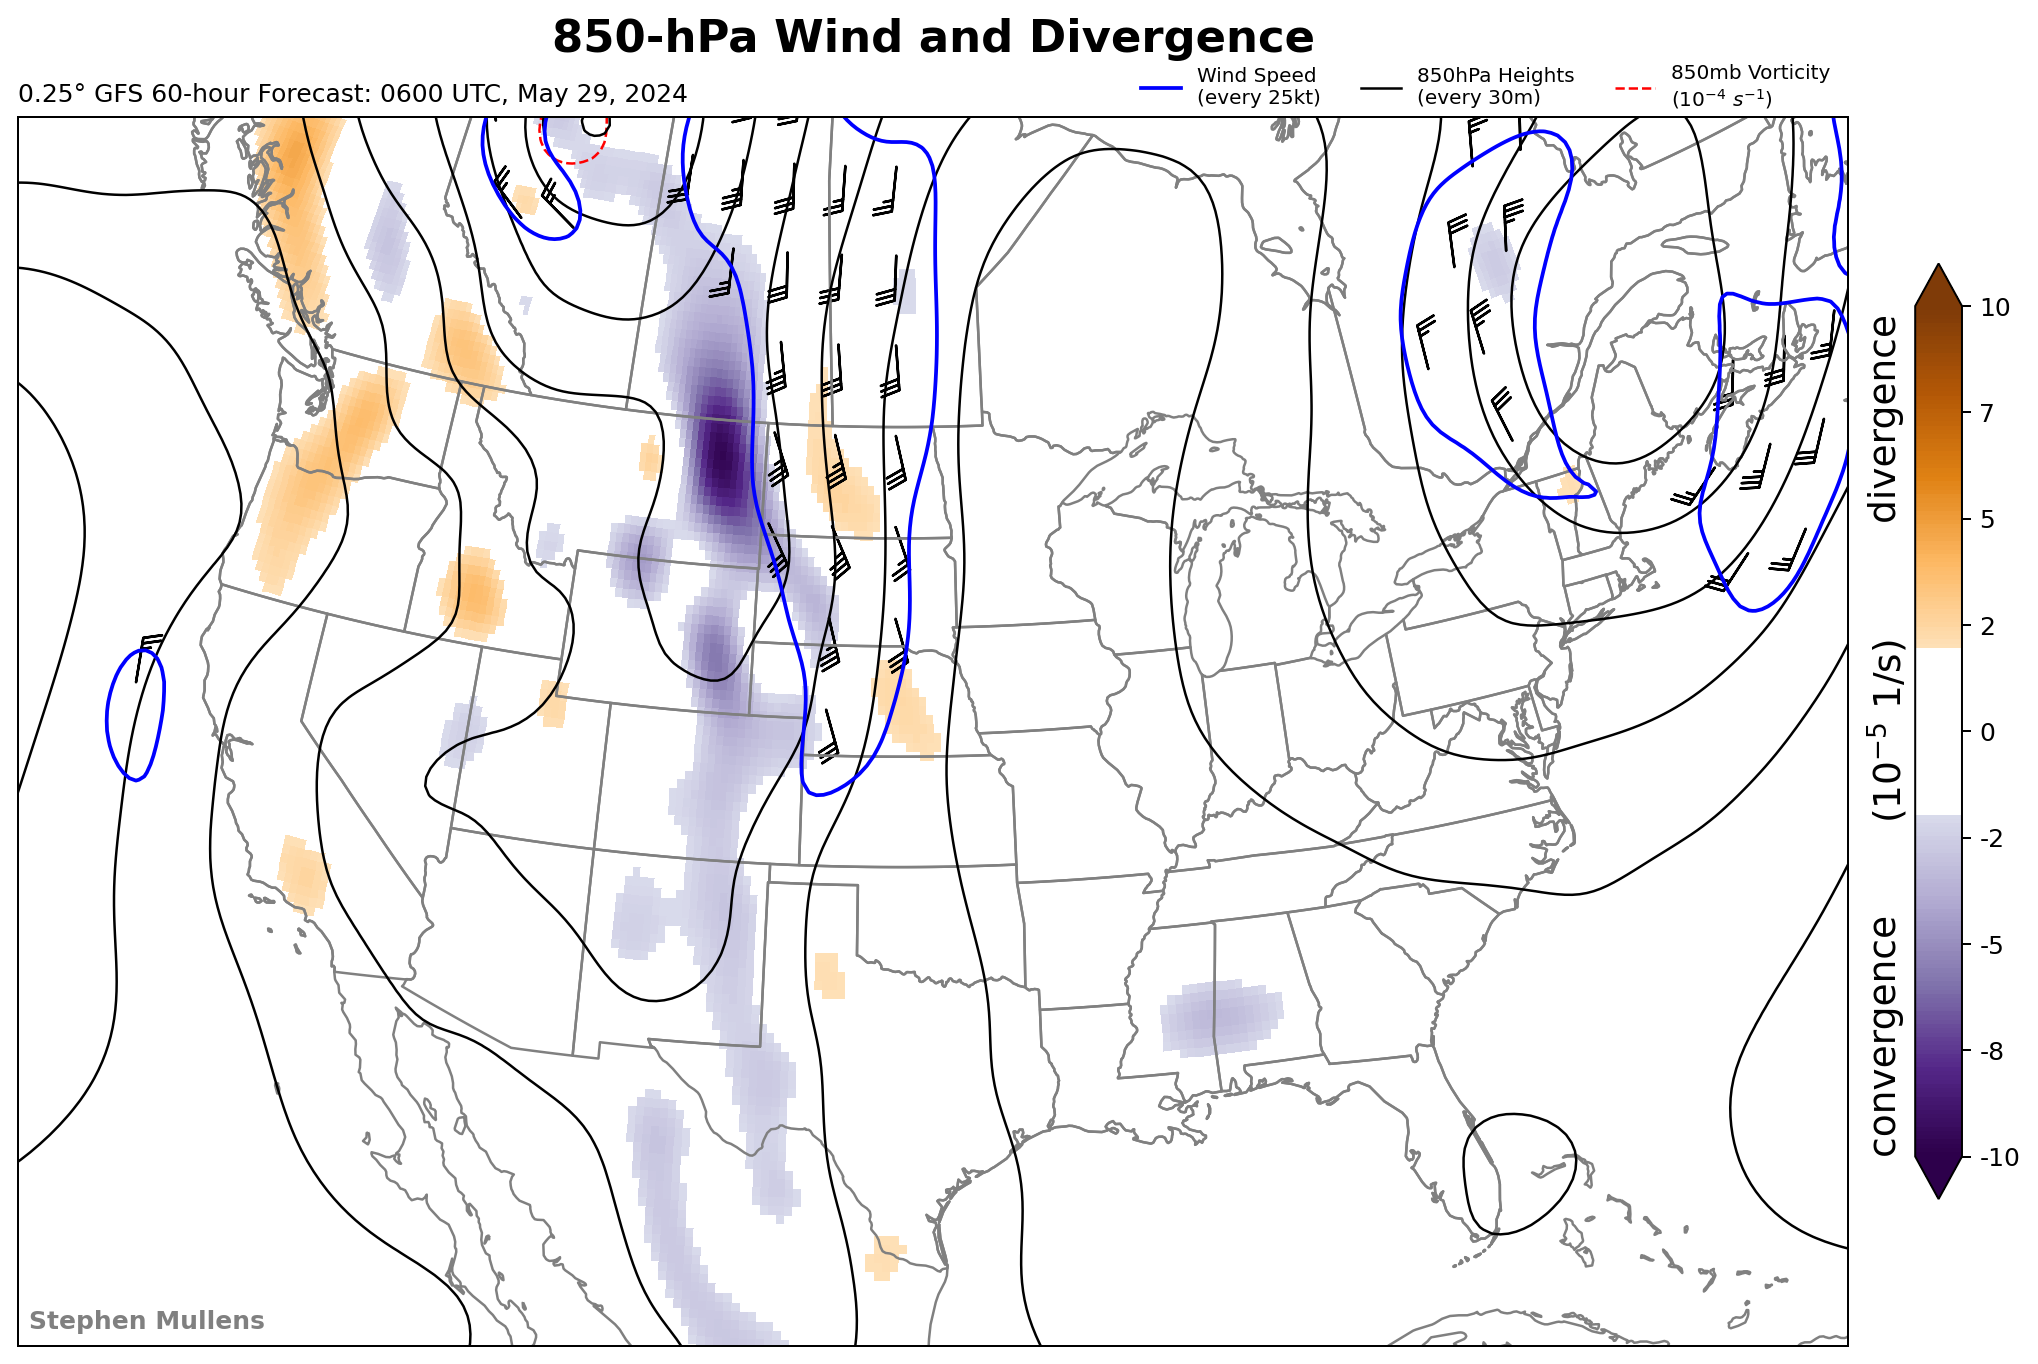 850-hPa Wind and Divergence
0.25° GFS 60-hour Forecast: 0600 UTC, May 29, 2024
Wind Speed
(every 25kt)
850hPa Heights
(every 30m)
850mb Vorticity
(10⁻⁴ s⁻¹)
10
7
5
2
0
-2
-5
-8
-10
convergence (10⁻⁵ 1/s) divergence
Stephen Mullens